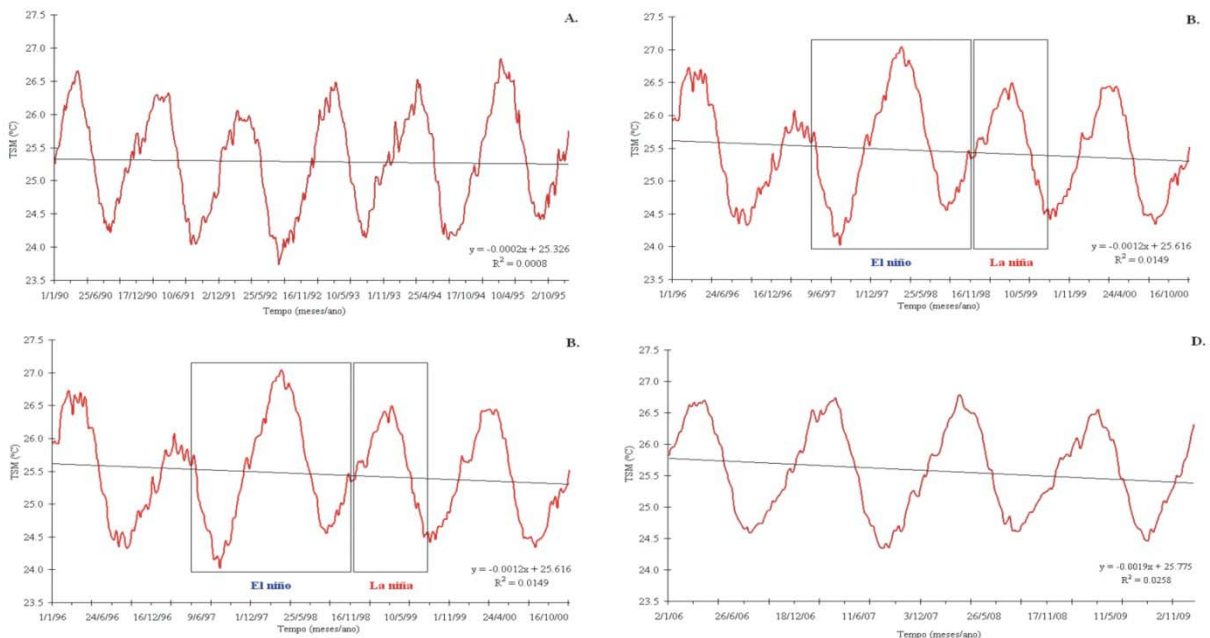 A.
27.5
27.0
26.5
26.0
25.5
25.0
24.5
24.0
23.5
TSM (°C)
y = -0.0002x + 25.326
R² = 0.0008
1/1/90 25/6/90 17/12/90 10/6/91 2/12/91 25/5/92 16/11/92 10/5/93 1/11/93 25/4/94 17/10/94 10/4/95 2/10/95
Tempo (meses/ano)
B.
27.5
27.0
26.5
26.0
25.5
25.0
24.5
24.0
23.5
TSM (°C)
El niño
La niña
y = -0.0012x + 25.616
R² = 0.0149
1/1/96 24/6/96 16/12/96 9/6/97 1/12/97 25/5/98 16/11/98 10/5/99 1/11/99 24/4/00 16/10/00
Tempo (meses/ano)
B.
27.5
27.0
26.5
26.0
25.5
25.0
24.5
24.0
23.5
TSM (°C)
El niño
La niña
y = -0.0012x + 25.616
R² = 0.0149
1/1/96 24/6/96 16/12/96 9/6/97 1/12/97 25/5/98 16/11/98 10/5/99 1/11/99 24/4/00 16/10/00
Tempo (meses/ano)
D.
27.5
27.0
26.5
26.0
25.5
25.0
24.5
24.0
23.5
TSM (°C)
y = -0.0019x + 25.775
R² = 0.0258
2/1/06 26/6/06 18/12/06 11/6/07 3/12/07 26/5/08 17/11/08 11/5/09 2/11/09
Tempo (meses/ano)